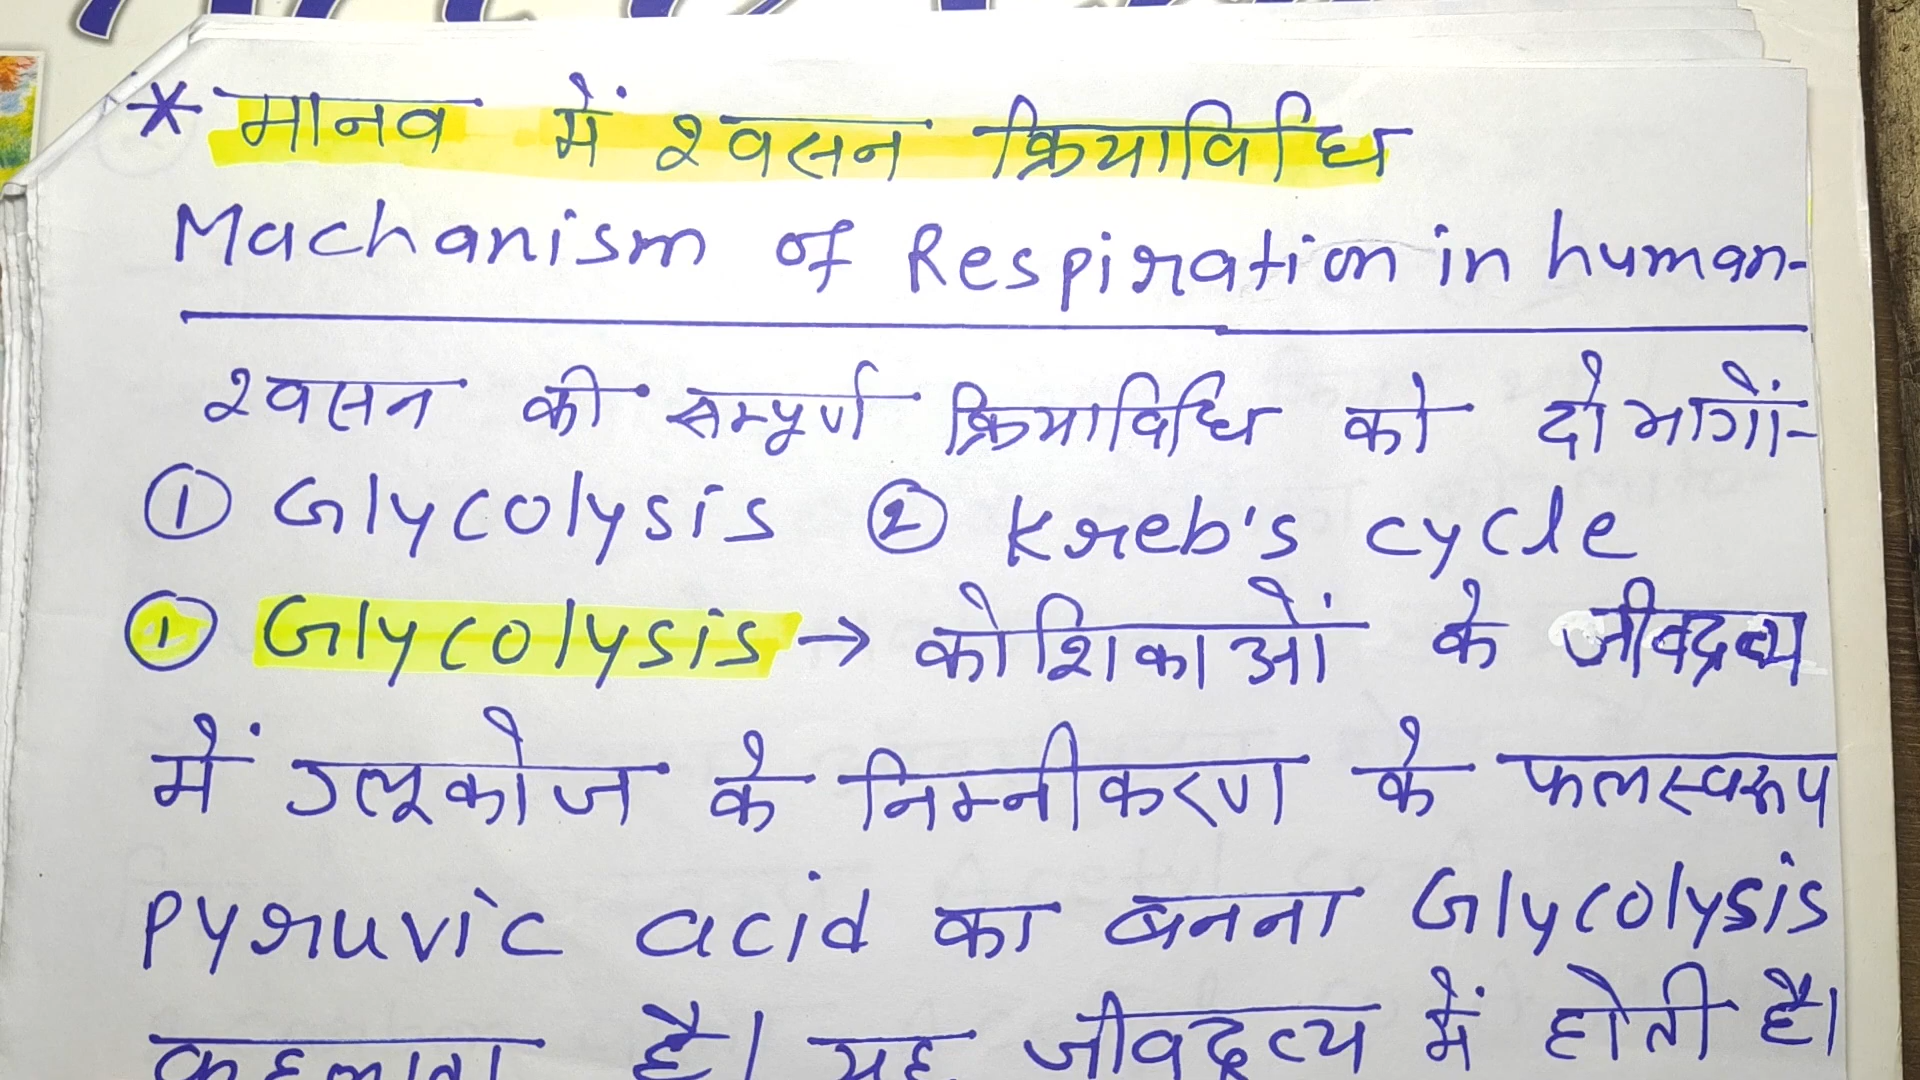 * मानव में श्वसन क्रियाविधि
Machanism of Respiration in human-
श्वसन की सम्पूर्ण क्रियाविधि को दो भागों-
① Glycolysis ② Kreb's cycle
① Glycolysis → कोशिकाओं के जीवद्रव्य
में ग्लूकोज के निम्नीकरण के फलस्वरूप
Pyruvic acid का बनना Glycolysis
कहलाता है। यह जीवद्रव्य में होती है।